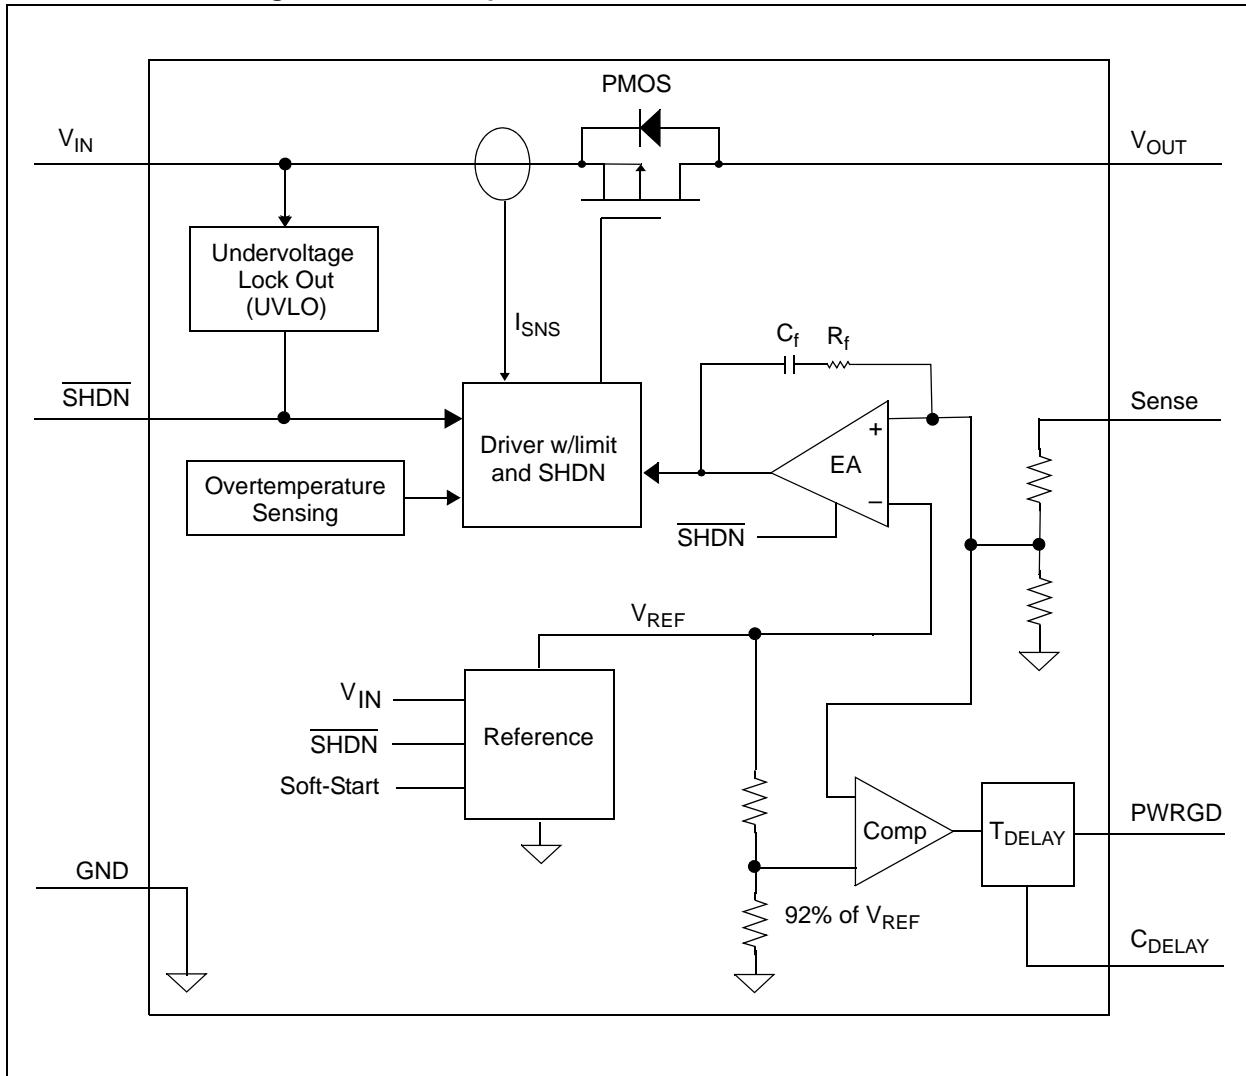 PMOS
V_IN
V_OUT
Undervoltage
Lock Out
(UVLO)
I_SNS
C_f
R_f
SHDN
Sense
Driver w/limit
and SHDN
+
EA
–
Overtemperature
Sensing
SHDN
V_REF
V_IN
SHDN
Soft-Start
Reference
Comp
T_DELAY
PWRGD
GND
92% of V_REF
C_DELAY